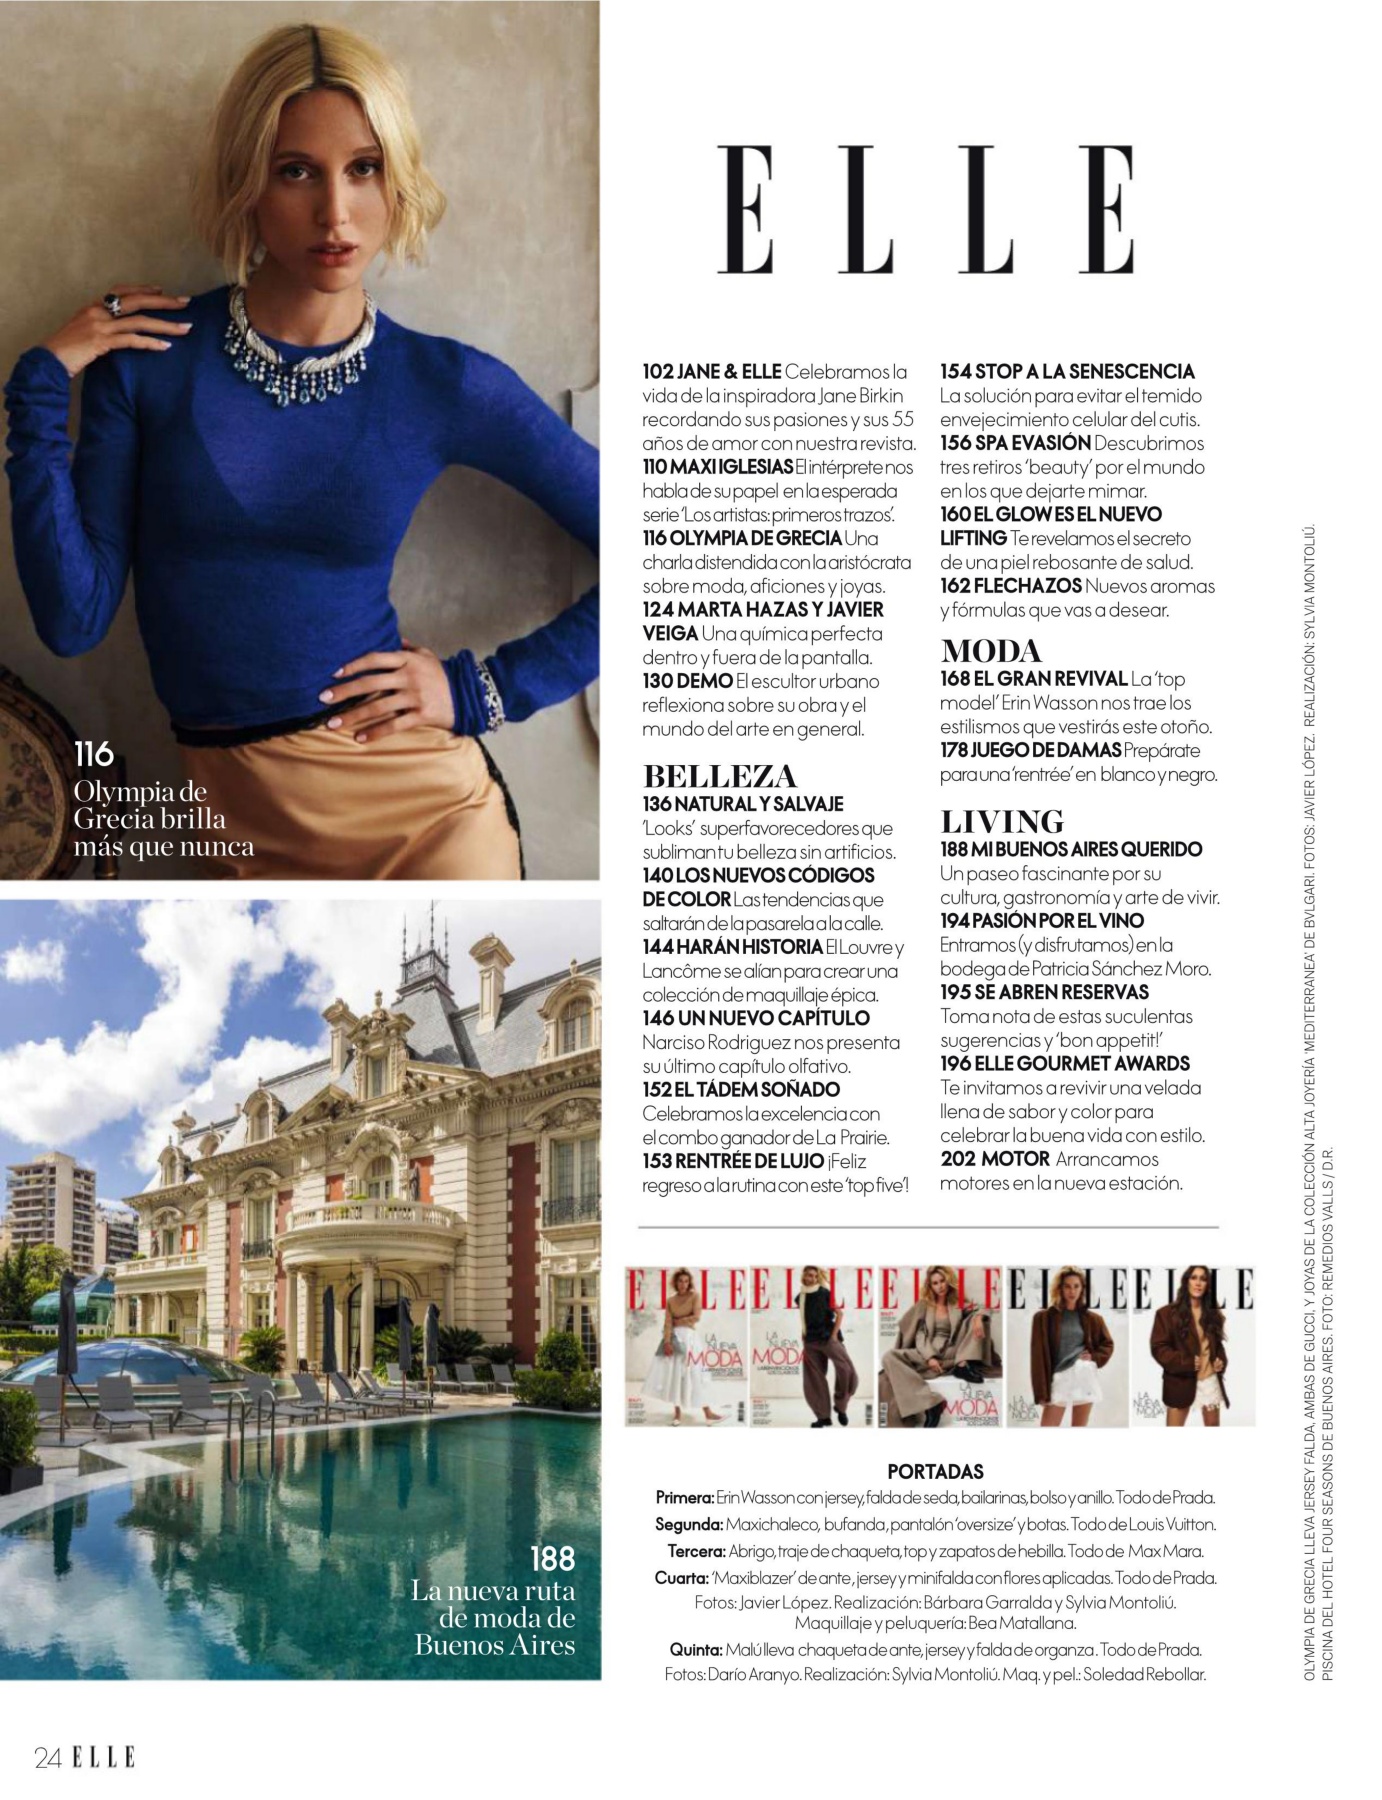 116
Olympia de
Grecia brilla
más que nunca
188
La nueva ruta
de moda de
Buenos Aires
ELLE
102 JANE & ELLE Celebramos la
vida de la inspiradora Jane Birkin
recordando sus pasiones y sus 55
años de amor con nuestra revista.
110 MAXI IGLESIAS El intérprete nos
habla de su papel en la esperada
serie 'Los artistas: primeros trazos'.
116 OLYMPIA DE GRECIA Una
charla distendida con la aristócrata
sobre moda, aficiones y joyas.
124 MARTA HAZAS Y JAVIER
VEIGA Una química perfecta
dentro y fuera de la pantalla.
130 DEMO El escultor urbano
reflexiona sobre su obra y el
mundo del arte en general.
BELLEZA
136 NATURAL Y SALVAJE
'Looks' superfavorecedores que
subliman tu belleza sin artificios.
140 LOS NUEVOS CÓDIGOS
DE COLOR Las tendencias que
saltarán de la pasarela a la calle.
144 HARÁN HISTORIA El Louvre y
Lancôme se alían para crear una
colección de maquillaje épica.
146 UN NUEVO CAPÍTULO
Narciso Rodriguez nos presenta
su último capítulo olfativo.
152 EL TÁDEM SOÑADO
Celebramos la excelencia con
el combo ganador de La Prairie.
153 RENTRÉE DE LUJO ¡Feliz
regreso a la rutina con este 'top five'!
154 STOP A LA SENESCENCIA
La solución para evitar el temido
envejecimiento celular del cutis.
156 SPA EVASIÓN Descubrimos
tres retiros 'beauty' por el mundo
en los que dejarte mimar.
160 EL GLOW ES EL NUEVO
LIFTING Te revelamos el secreto
de una piel rebosante de salud.
162 FLECHAZOS Nuevos aromas
y fórmulas que vas a desear.
MODA
168 EL GRAN REVIVAL La 'top
model' Erin Wasson nos trae los
estilismos que vestirás este otoño.
178 JUEGO DE DAMAS Prepárate
para una 'rentrée' en blanco y negro.
LIVING
188 MI BUENOS AIRES QUERIDO
Un paseo fascinante por su
cultura, gastronomía y arte de vivir.
194 PASIÓN POR EL VINO
Entramos (y disfrutamos) en la
bodega de Patricia Sánchez Moro.
195 SE ABREN RESERVAS
Toma nota de estas suculentas
sugerencias y 'bon appetit!'
196 ELLE GOURMET AWARDS
Te invitamos a revivir una velada
llena de sabor y color para
celebrar la buena vida con estilo.
202 MOTOR Arrancamos
motores en la nueva estación.
ELLE ELLE ELLE ELLE ELLE
LA NUEVA MODA
LA NUEVA MODA
LA NUEVA MODA
LA NUEVA MODA
LA NUEVA
PORTADAS
Primera: Erin Wasson con jersey, falda de seda, bailarinas, bolso y anillo. Todo de Prada.
Segunda: Maxichaleco, bufanda, pantalón 'oversize' y botas. Todo de Louis Vuitton.
Tercera: Abrigo, traje de chaqueta, top y zapatos de hebilla. Todo de Max Mara.
Cuarta: 'Maxiblazer' de ante, jersey y minifalda con flores aplicadas. Todo de Prada.
Fotos: Javier López. Realización: Bárbara Garralda y Sylvia Montoliú.
Maquillaje y peluquería: Bea Matallana.
Quinta: Malú lleva chaqueta de ante, jersey y falda de organza. Todo de Prada.
Fotos: Darío Aranyo. Realización: Sylvia Montoliú. Maq. y pel.: Soledad Rebollar.
OLYMPIA DE GRECIA LLEVA JERSEY FALDA, AMBAS DE GUCCI, Y JOYAS DE LA COLECCIÓN ALTA JOYERÍA 'MEDITERRANEA' DE BVLGARI. FOTOS: JAVIER LÓPEZ. REALIZACIÓN: SYLVIA MONTOLIÚ.
PISCINA DEL HOTEL FOUR SEASONS DE BUENOS AIRES. FOTO: REMEDIOS VALLS / D.R.
24 ELLE